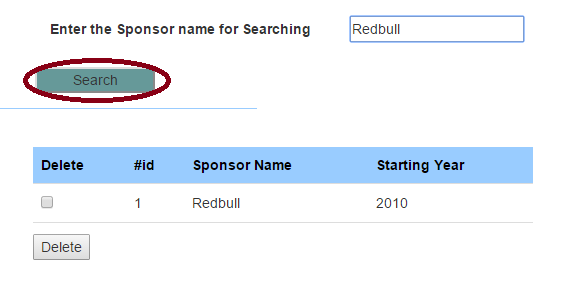 Enter the Sponsor name for Searching Redbull
Search
Delete #id Sponsor Name Starting Year
1 Redbull 2010
Delete